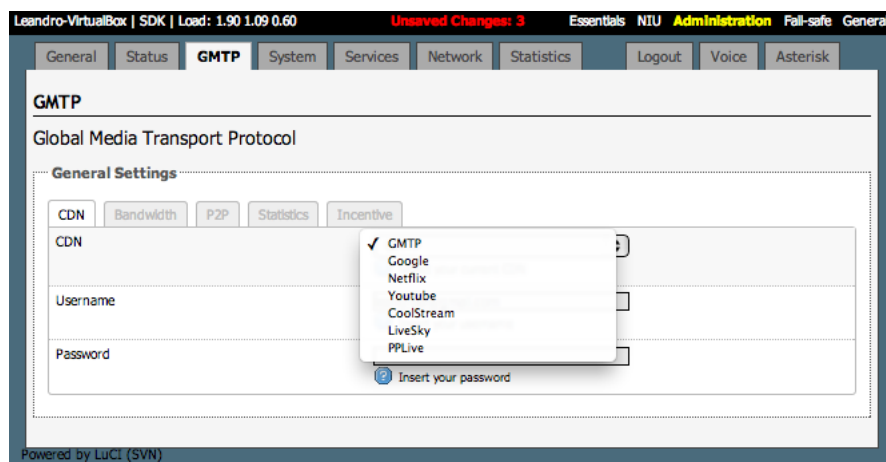 Leandro-VirtualBox | SDK | Load: 1.90 1.09 0.60 Unsaved Changes: 3 Essentials NIU Administration Fail-safe Genera
General Status GMTP System Services Network Statistics Logout Voice Asterisk
GMTP
Global Media Transport Protocol
General Settings
CDN Bandwidth P2P Statistics Incentive
CDN ✓ GMTP
Google
Netflix
Username Youtube
CoolStream
LiveSky
Password PPLive
Insert your password
Powered by LuCI (SVN)